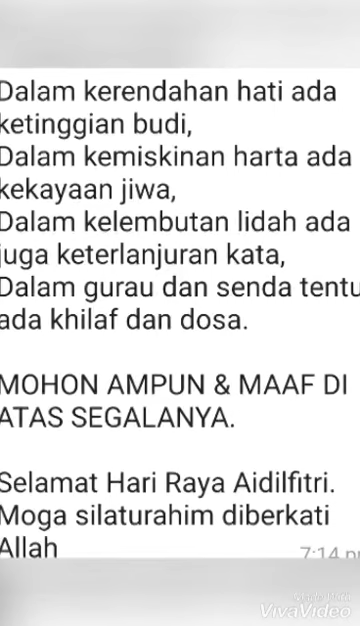 Dalam kerendahan hati ada
ketinggian budi,
Dalam kemiskinan harta ada
kekayaan jiwa,
Dalam kelembutan lidah ada
juga keterlanjuran kata,
Dalam gurau dan senda tentu
ada khilaf dan dosa.
MOHON AMPUN & MAAF DI
ATAS SEGALANYA.
Selamat Hari Raya Aidilfitri.
Moga silaturahim diberkati
Allah
7:14
VivaVideo